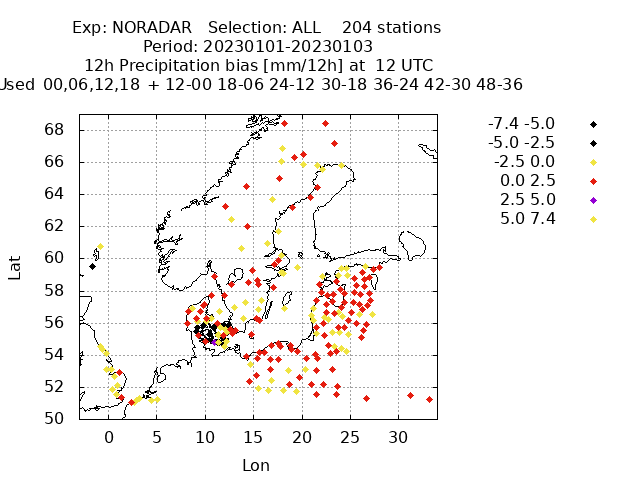 Exp: NORADAR   Selection: ALL    204 stations
Period: 20230101-20230103
12h Precipitation bias [mm/12h] at  12 UTC
Used 00,06,12,18 + 12-00 18-06 24-12 30-18 36-24 42-30 48-36
-7.4 -5.0
-5.0 -2.5
-2.5 0.0
0.0 2.5
2.5 5.0
5.0 7.4
68
66
64
62
60
58
56
54
52
50
Lat
0 5 10 15 20 25 30
Lon